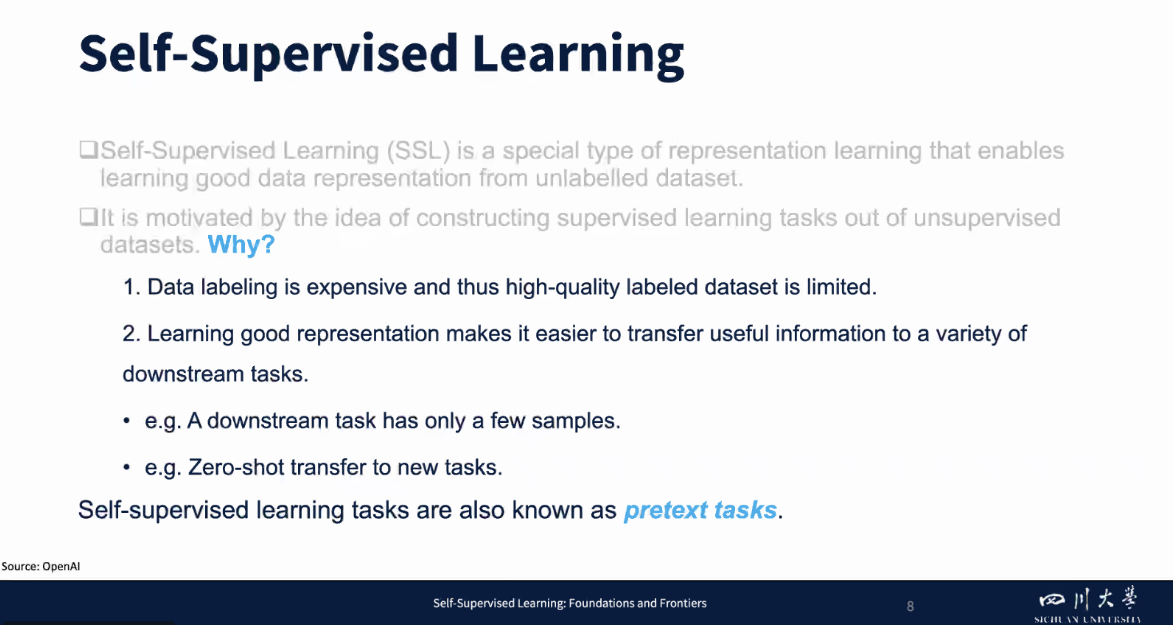 Self-Supervised Learning
❑Self-Supervised Learning (SSL) is a special type of representation learning that enables
learning good data representation from unlabelled dataset.
❑It is motivated by the idea of constructing supervised learning tasks out of unsupervised
datasets. Why?
1. Data labeling is expensive and thus high-quality labeled dataset is limited.
2. Learning good representation makes it easier to transfer useful information to a variety of
downstream tasks.
• e.g. A downstream task has only a few samples.
• e.g. Zero-shot transfer to new tasks.
Self-supervised learning tasks are also known as pretext tasks.
Source: OpenAI
Self-Supervised Learning: Foundations and Frontiers
8
四川大學
SICHUAN UNIVERSITY